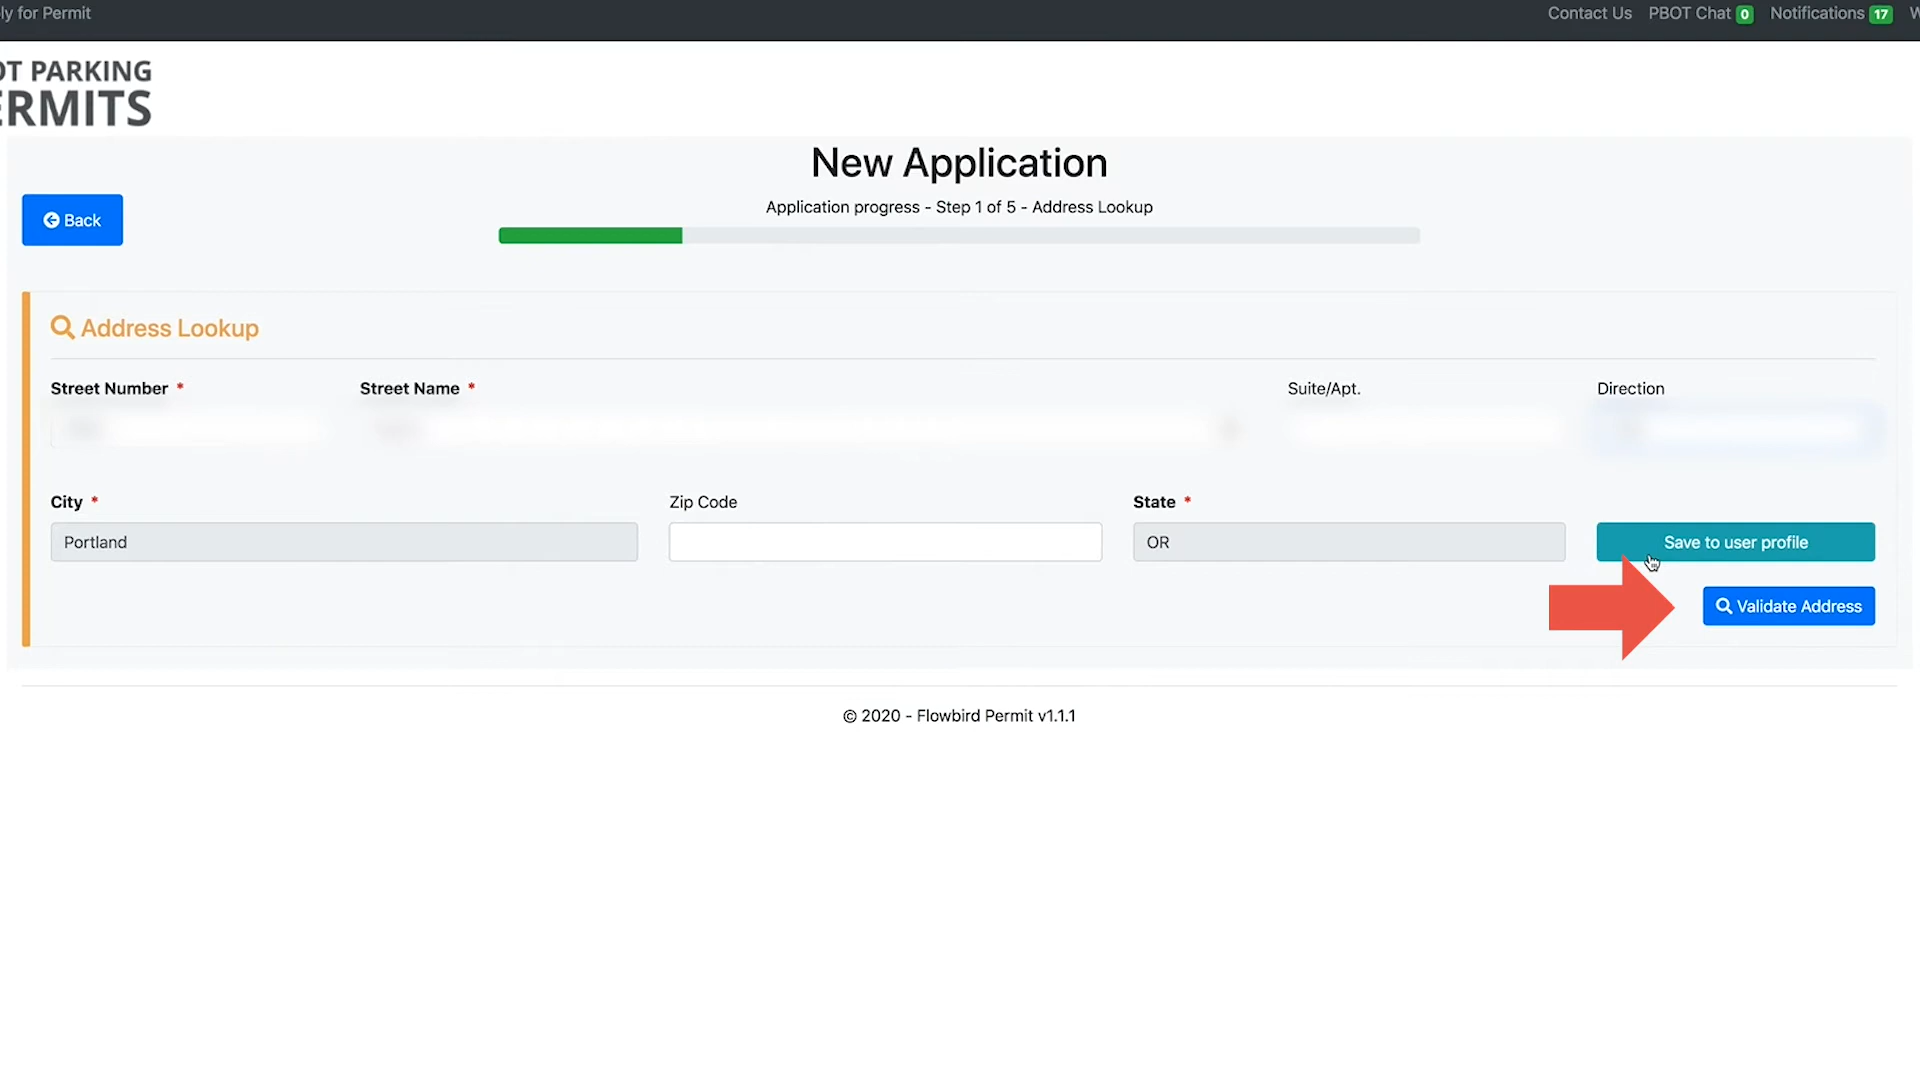 ly for Permit Contact Us PBOT Chat 0 Notifications 17
OT PARKING
ERMITS
New Application
Back
Application progress - Step 1 of 5 - Address Lookup
Address Lookup
Street Number * Street Name * Suite/Apt. Direction
City * Zip Code State *
Portland OR Save to user profile
Validate Address
© 2020 - Flowbird Permit v1.1.1